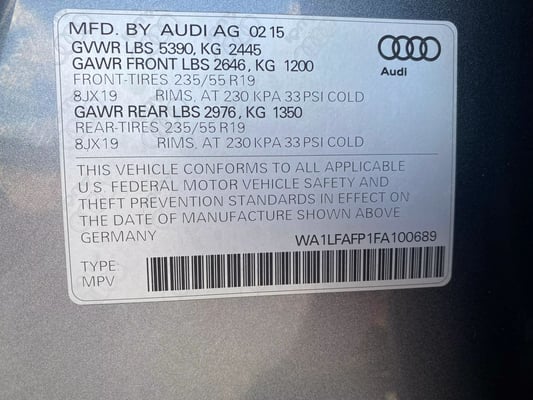 MFD. BY AUDI AG 02 15
GVWR LBS 5390, KG 2445
GAWR FRONT LBS 2646, KG 1200
FRONT-TIRES 235/55 R19
8JX19 RIMS, AT 230 KPA 33 PSI COLD
GAWR REAR LBS 2976, KG 1350
REAR-TIRES 235/55 R19
8JX19 RIMS, AT 230 KPA 33 PSI COLD
Audi
THIS VEHICLE CONFORMS TO ALL APPLICABLE
U.S. FEDERAL MOTOR VEHICLE SAFETY AND
THEFT PREVENTION STANDARDS IN EFFECT ON
THE DATE OF MANUFACTURE SHOWN ABOVE
GERMANY WA1LFAFP1FA100689
TYPE
MPV